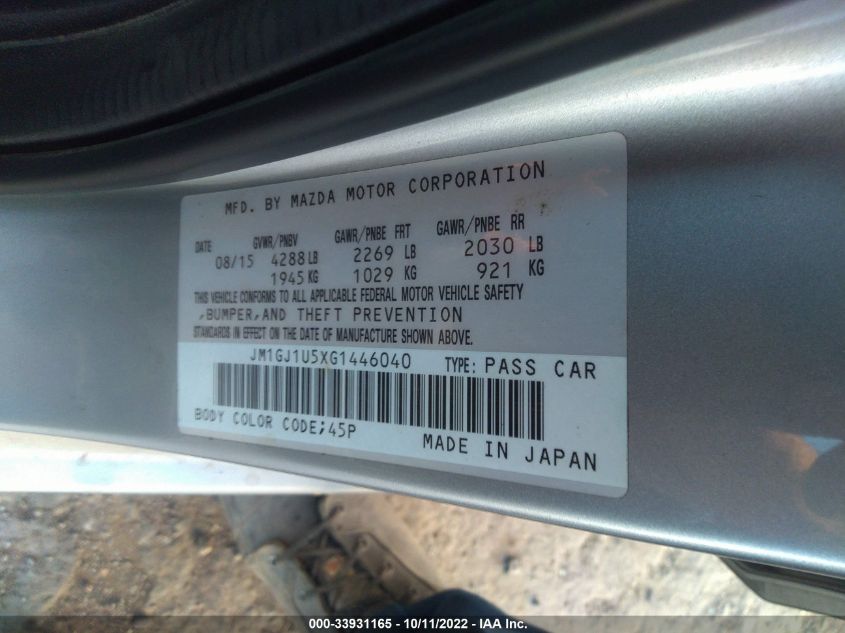 MFD. BY MAZDA MOTOR CORPORATION
DATE GVWR/PNBV GAWR/PNBE FRT GAWR/PNBE RR
08/15 4288 LB 2269 LB 2030 LB
1945 KG 1029 KG 921 KG
THIS VEHICLE CONFORMS TO ALL APPLICABLE FEDERAL MOTOR VEHICLE SAFETY
,BUMPER,AND THEFT PREVENTION
STANDARDS IN EFFECT ON THE DATE OF MANUFACTURE SHOWN ABOVE.
JM1GJ1U5XG1446040 TYPE: PASS CAR
BODY COLOR CODE;45P
MADE IN JAPAN
000-33931165 - 10/11/2022 - IAA Inc.